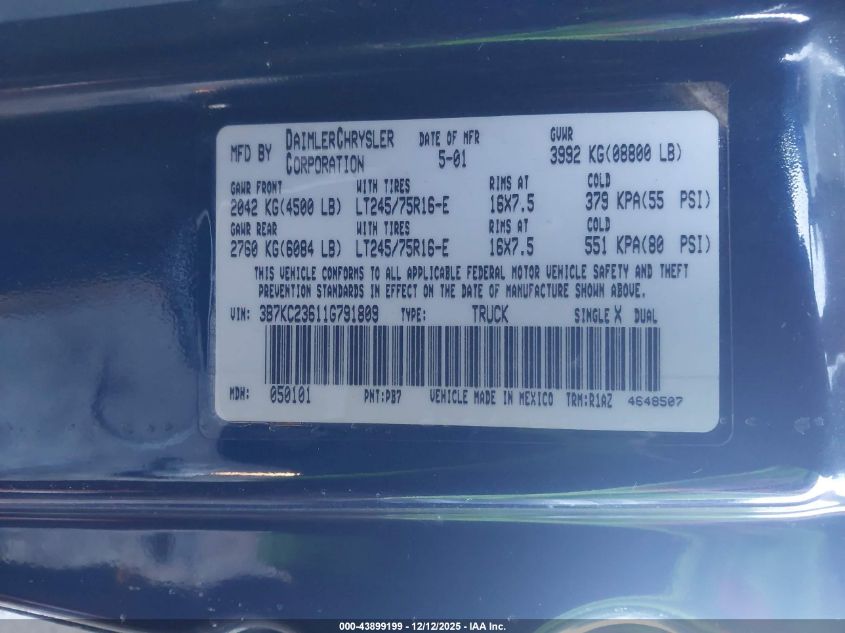 MFD BY DAIMLERCHRYSLER CORPORATION DATE OF MFR 5-01 GVWR 3992 KG(08800 LB)
GAWR FRONT WITH TIRES RIMS AT COLD
2042 KG(4500 LB) LT245/75R16-E 16X7.5 379 KPA(55 PSI)
GAWR REAR WITH TIRES RIMS AT COLD
2760 KG(6084 LB) LT245/75R16-E 16X7.5 551 KPA(80 PSI)
THIS VEHICLE CONFORMS TO ALL APPLICABLE FEDERAL MOTOR VEHICLE SAFETY AND THEFT
PREVENTION STANDARDS IN EFFECT ON THE DATE OF MANUFACTURE SHOWN ABOVE.
VIN: 3B7KC23611G791809 TYPE: TRUCK SINGLE X DUAL
MDH: 050101 PNT:PB7 VEHICLE MADE IN MEXICO TRM:R1AZ 4648507
000-43899199 - 12/12/2025 - IAA Inc.